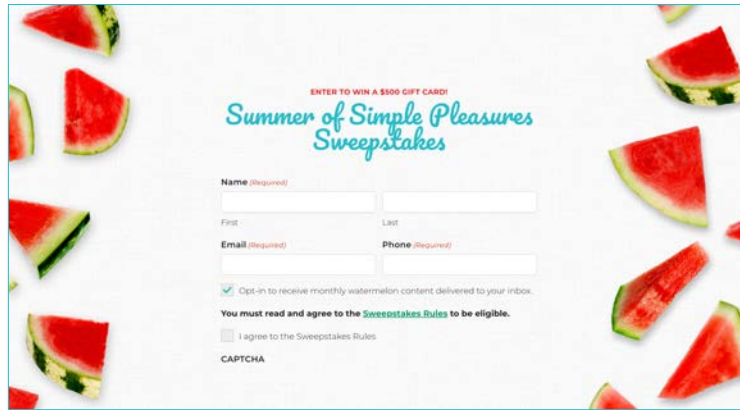 ENTER TO WIN A $500 GIFT CARD!
Summer of Simple Pleasures
Sweepstakes
Name (Required)
First Last
Email (Required) Phone (Required)
Opt-in to receive monthly watermelon content delivered to your inbox.
You must read and agree to the Sweepstakes Rules to be eligible.
I agree to the Sweepstakes Rules
CAPTCHA